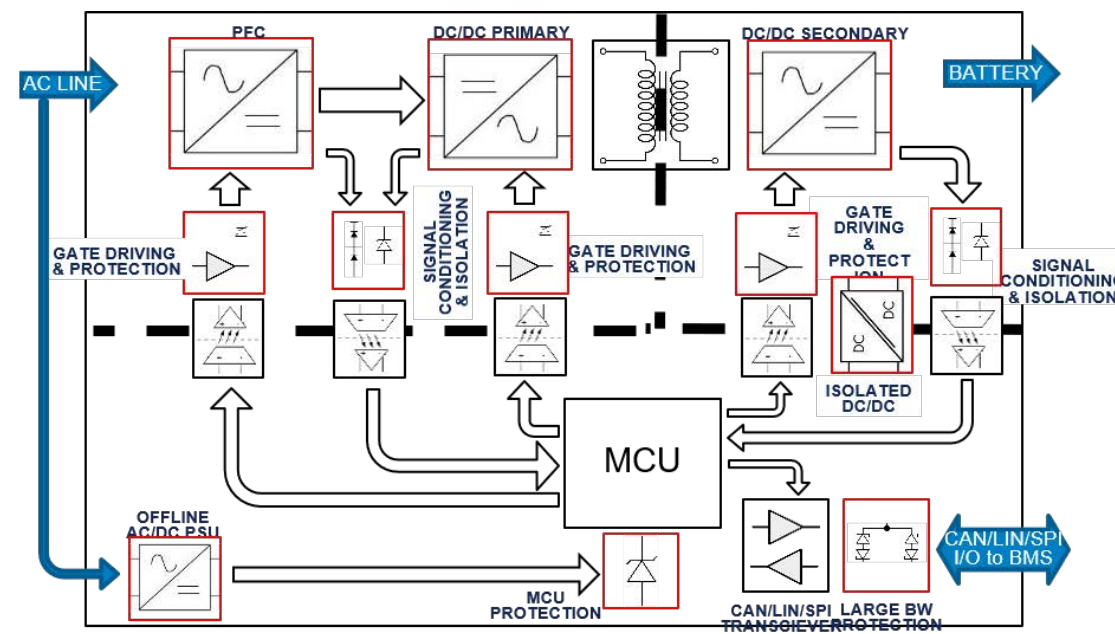 PFC
DC/DC PRIMARY
DC/DC SECONDARY
AC LINE
BATTERY
GATE DRIVING
& PROTECTION
SIGNAL
CONDITIONING
& ISOLATION
GATE DRIVING
& PROTECTION
GATE
DRIVING
&
PROTECT
ION
SIGNAL
CONDITIONING
& ISOLATION
DC
DC
ISOLATED
DC/DC
MCU
OFFLINE
AC/DC PSU
MCU
PROTECTION
CAN/LIN/SPI
TRANSCIEVER
LARGE BW
PROTECTION
CAN/LIN/SPI
I/O to BMS